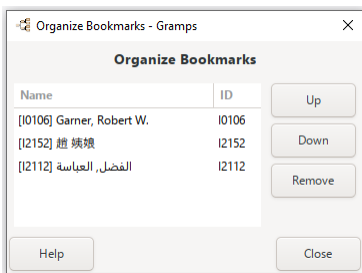 Organize Bookmarks - Gramps
Organize Bookmarks
Name ID
[I0106] Garner, Robert W. I0106
[I2152] 趙 姨娘 I2152
[I2112] الفضل, العباسة I2112
Up
Down
Remove
Help
Close